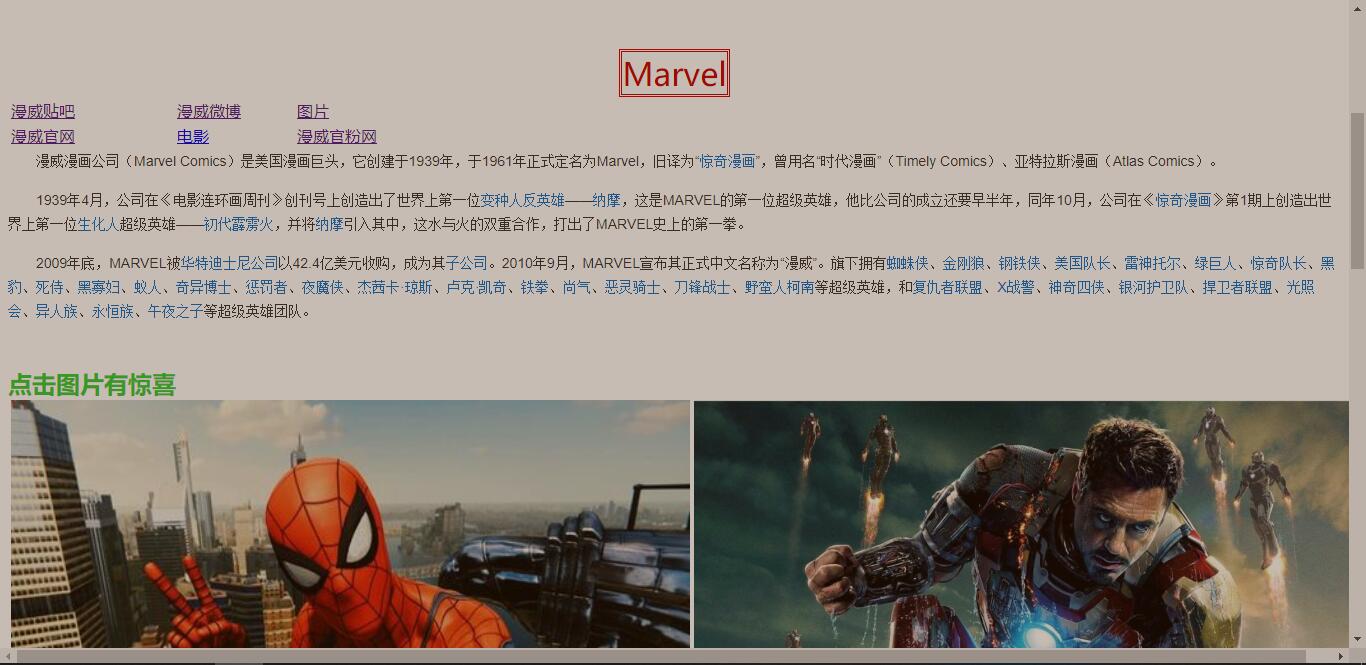 Marvel
漫威贴吧 漫威微博 图片
漫威官网 电影 漫威官粉网
漫威漫画公司（Marvel Comics）是美国漫画巨头，它创建于1939年，于1961年正式定名为Marvel，旧译为“惊奇漫画”，曾用名“时代漫画”（Timely Comics）、亚特拉斯漫画（Atlas Comics）。
1939年4月，公司在《电影连环画周刊》创刊号上创造出了世界上第一位变种人反英雄——纳摩，这是MARVEL的第一位超级英雄，他比公司的成立还要早半年，同年10月，公司在《惊奇漫画》第1期上创造出世
界上第一位生化人超级英雄——初代霹雳火，并将纳摩引入其中，这水与火的双重合作，打出了MARVEL史上的第一拳。
2009年底，MARVEL被华特迪士尼公司以42.4亿美元收购，成为其子公司。2010年9月，MARVEL宣布其正式中文名称为“漫威”。旗下拥有蜘蛛侠、金刚狼、钢铁侠、美国队长、雷神托尔、绿巨人、惊奇队长、黑
豹、死侍、黑寡妇、蚁人、奇异博士、惩罚者、夜魔侠、杰茜卡·琼斯、卢克·凯奇、铁拳、尚气、恶灵骑士、刀锋战士、野蛮人柯南等超级英雄，和复仇者联盟、X战警、神奇四侠、银河护卫队、捍卫者联盟、光照
会、异人族、永恒族、午夜之子等超级英雄团队。
点击图片有惊喜